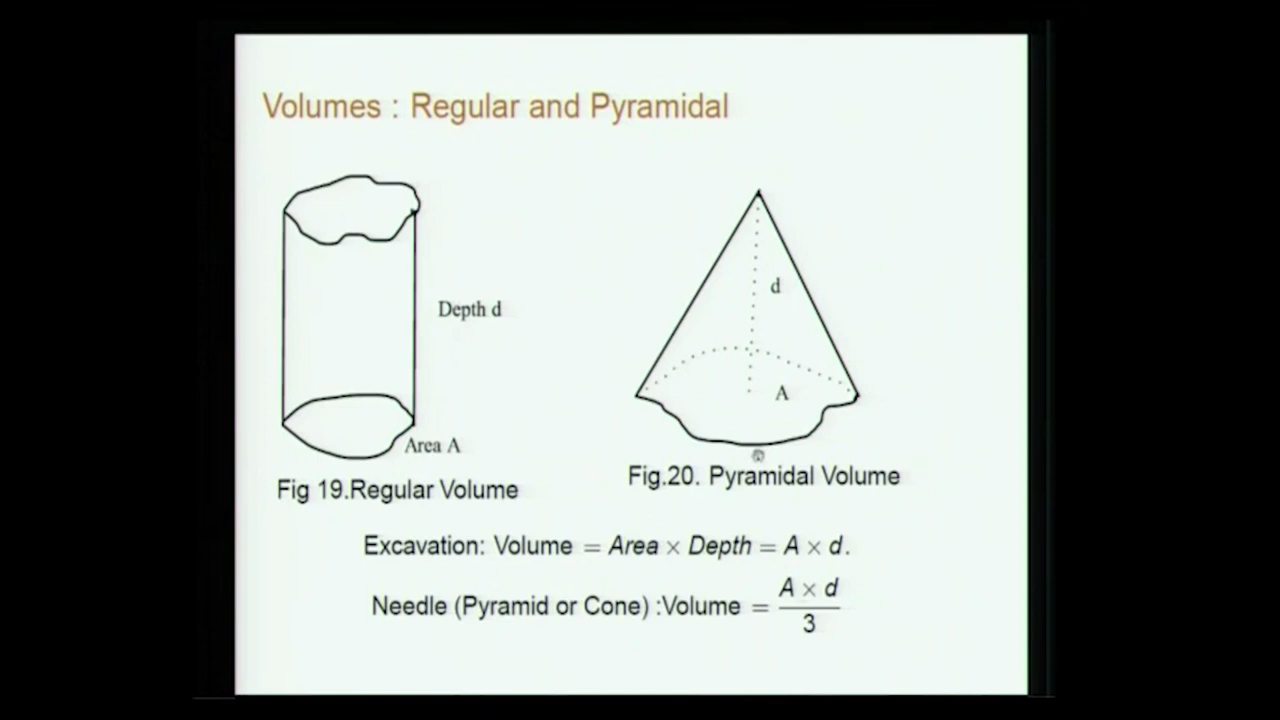 Volumes : Regular and Pyramidal
Depth d
Area A
Fig 19.Regular Volume
d
A
Fig.20. Pyramidal Volume
Excavation: Volume = Area × Depth = A × d.
Needle (Pyramid or Cone) :Volume = A × d / 3